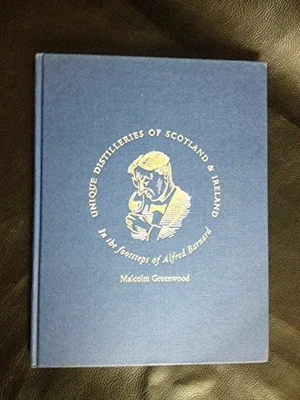 UNIQUE DISTILLERIES OF SCOTLAND & IRELAND
In the footsteps of Alfred Barnard
Malcolm Greenwood